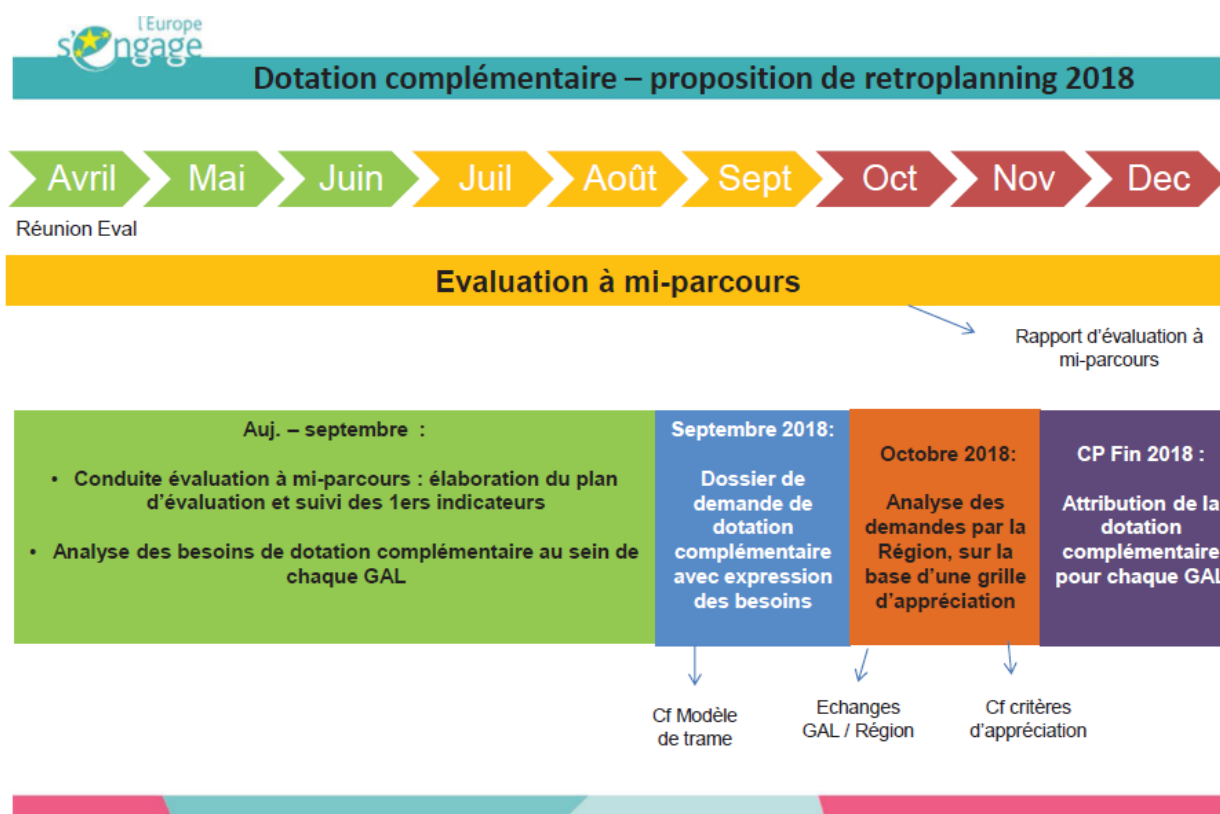 l'Europe
s'engage
Dotation complémentaire – proposition de retroplanning 2018
Avril Mai Juin Juil Août Sept Oct Nov Dec
Réunion Eval
Evaluation à mi-parcours
Rapport d'évaluation à
mi-parcours
Auj. – septembre :
• Conduite évaluation à mi-parcours : élaboration du plan
d'évaluation et suivi des 1ers indicateurs
• Analyse des besoins de dotation complémentaire au sein de
chaque GAL
Septembre 2018:
Dossier de
demande de
dotation
complémentaire
avec expression
des besoins
Octobre 2018:
Analyse des
demandes par la
Région, sur la
base d'une grille
d'appréciation
CP Fin 2018 :
Attribution de la
dotation
complémentaire
pour chaque GAL
Cf Modèle
de trame
Echanges
GAL / Région
Cf critères
d'appréciation